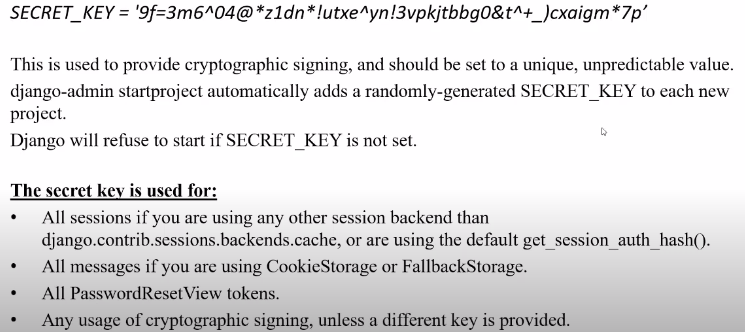 SECRET_KEY = '9f=3m6^04@*z1dn*!utxe^yn!3vpkjtbbg0&t^+_)cxaigm*7p’
This is used to provide cryptographic signing, and should be set to a unique, unpredictable value.
django-admin startproject automatically adds a randomly-generated SECRET_KEY to each new
project.
Django will refuse to start if SECRET_KEY is not set.
The secret key is used for:
• All sessions if you are using any other session backend than
django.contrib.sessions.backends.cache, or are using the default get_session_auth_hash().
• All messages if you are using CookieStorage or FallbackStorage.
• All PasswordResetView tokens.
• Any usage of cryptographic signing, unless a different key is provided.